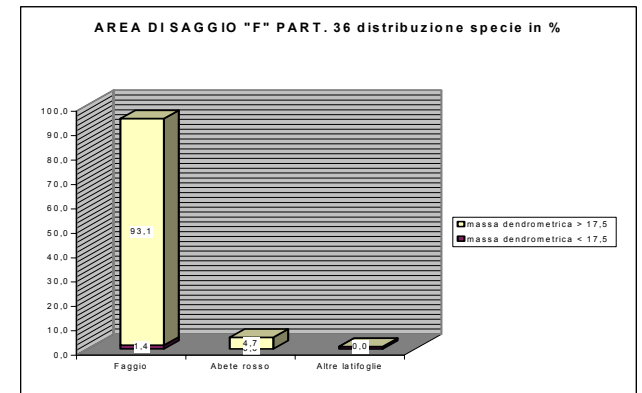 AREA DI SAGGIO "F" PART. 36 distribuzione specie in %
100,0
90,0
80,0
70,0
60,0
50,0
40,0
30,0
20,0
10,0
0,0
93,1
1,4
4,7
0,0
Faggio
Abete rosso
Altre latifoglie
massa dendrometrica > 17,5
massa dendrometrica < 17,5